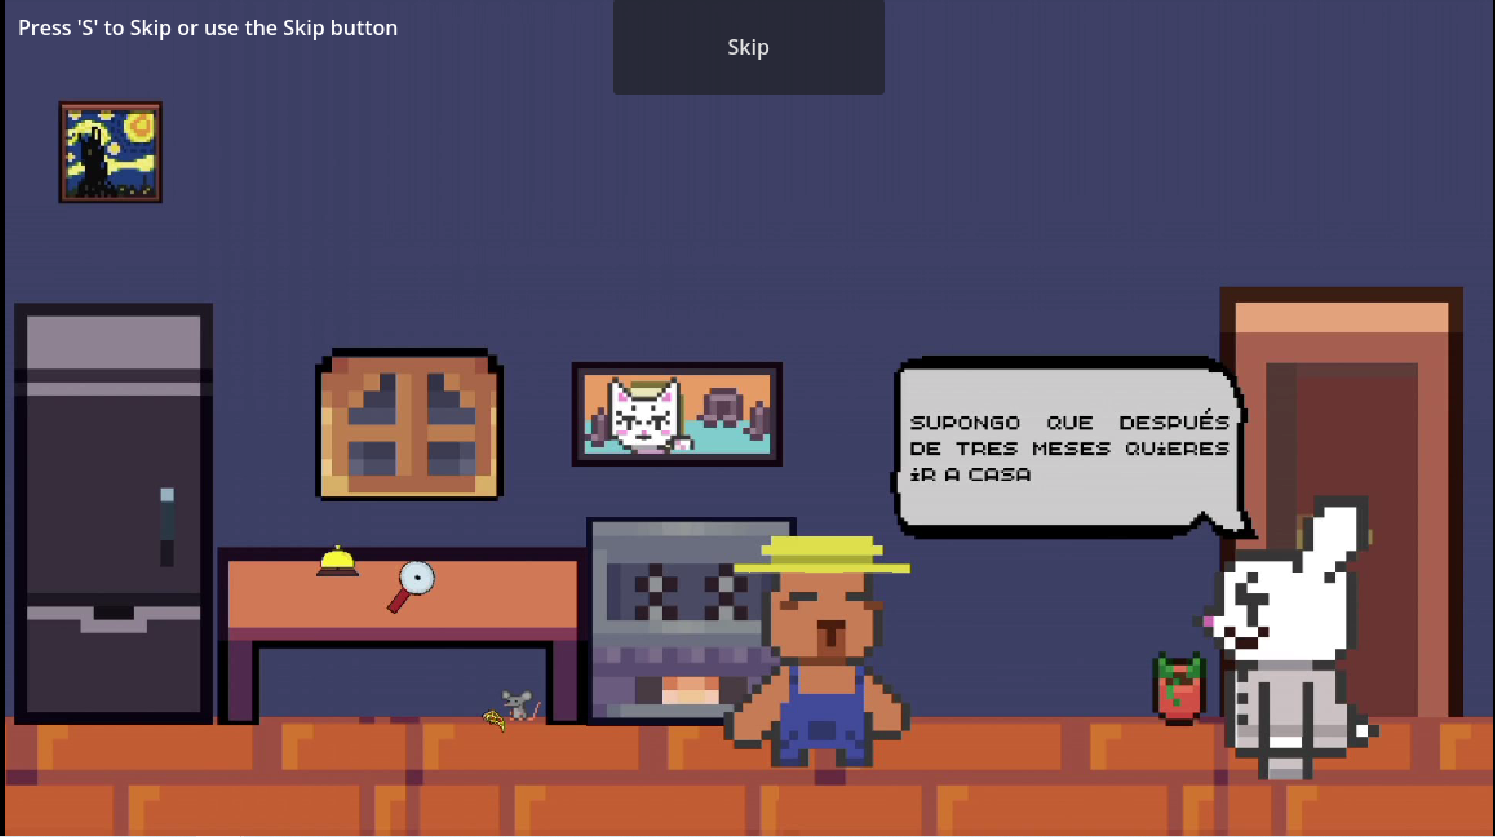 Press 'S' to Skip or use the Skip button
Skip
SUPONGO QUE DESPUÉS
DE TRES MESES QUiERES
iR A CASA